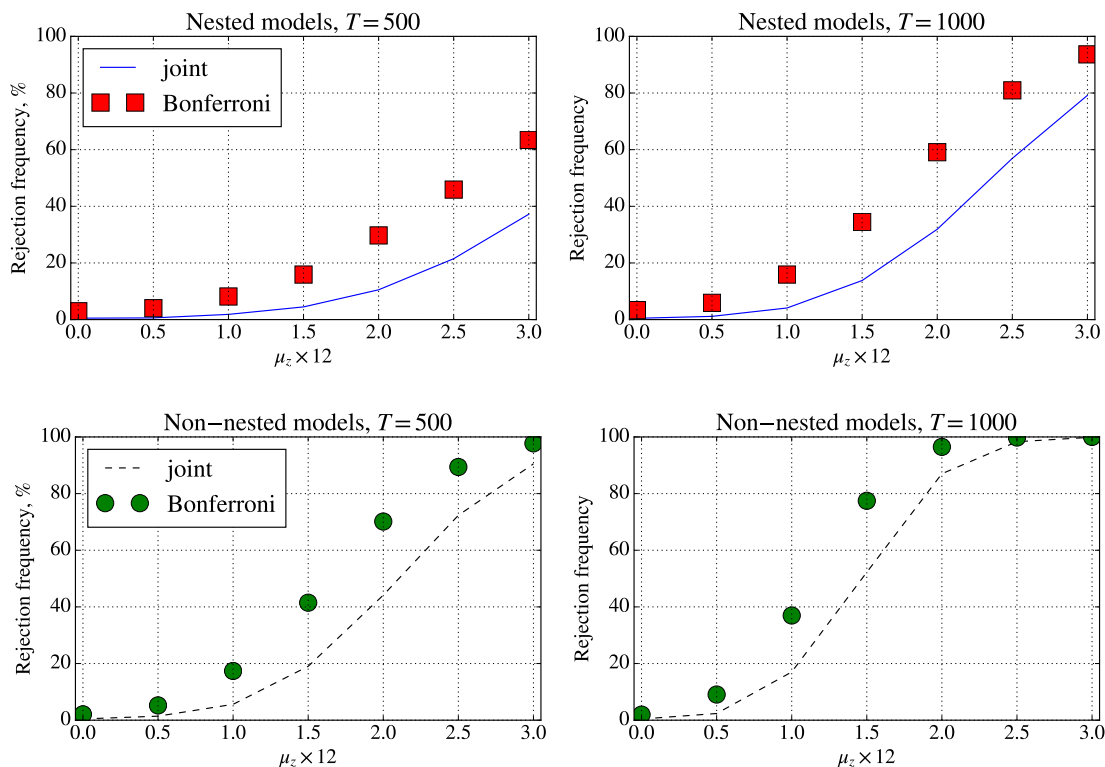 Nested models, T = 500
100
80
60
40
20
0
Rejection frequency, %
joint
Bonferroni
0.0 0.5 1.0 1.5 2.0 2.5 3.0
μz × 12
Nested models, T = 1000
100
80
60
40
20
0
Rejection frequency
0.0 0.5 1.0 1.5 2.0 2.5 3.0
μz × 12
Non−nested models, T = 500
100
80
60
40
20
0
Rejection frequency, %
joint
Bonferroni
0.0 0.5 1.0 1.5 2.0 2.5 3.0
μz × 12
Non−nested models, T = 1000
100
80
60
40
20
0
Rejection frequency
0.0 0.5 1.0 1.5 2.0 2.5 3.0
μz × 12